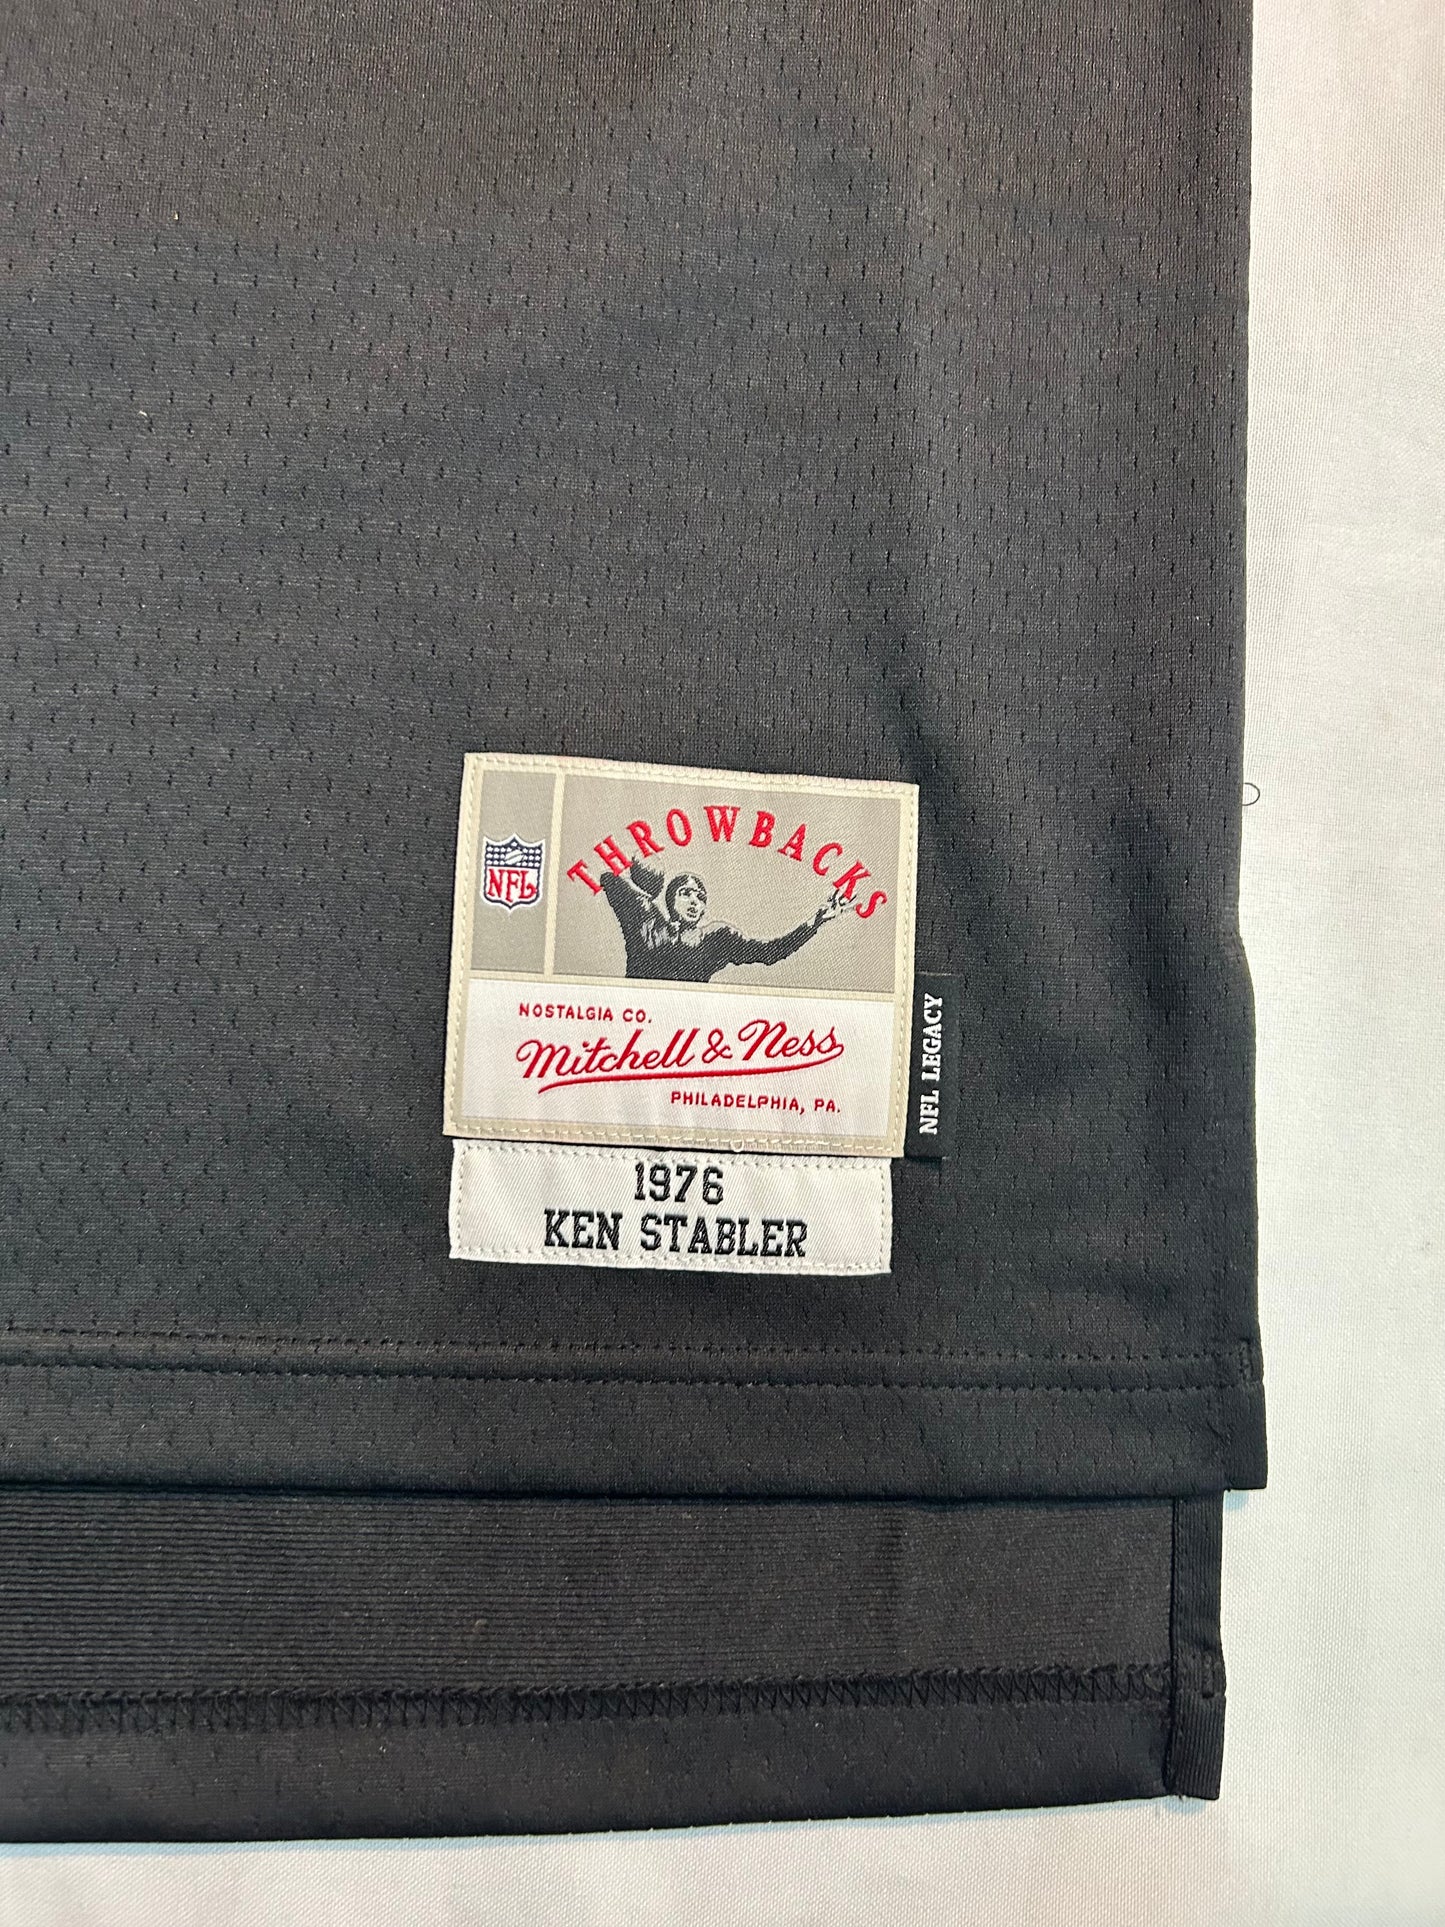 THROWBACKS
NFL
NOSTALGIA CO.
Mitchell & Ness
PHILADELPHIA, PA.
NFL LEGACY
1976
KEN STABLER